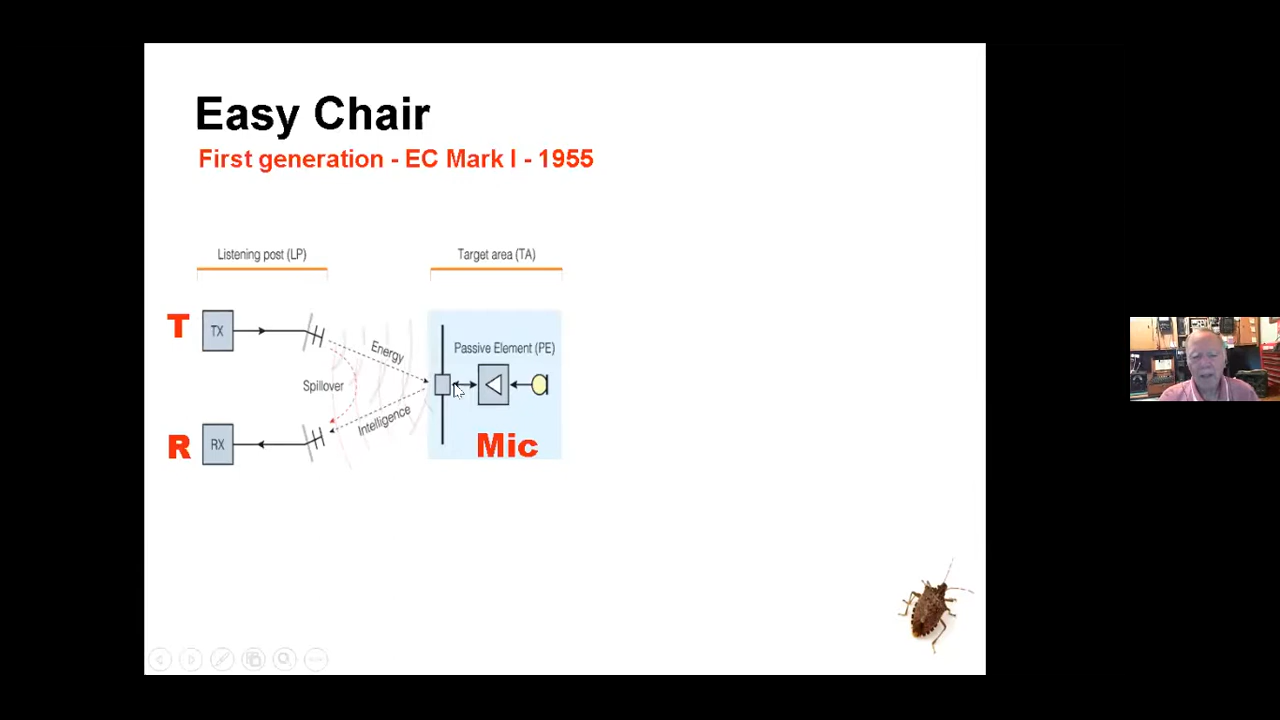 Easy Chair
First generation - EC Mark I - 1955
Listening post (LP)
Target area (TA)
T
TX
Energy
Passive Element (PE)
Spillover
Intelligence
R
RX
Mic